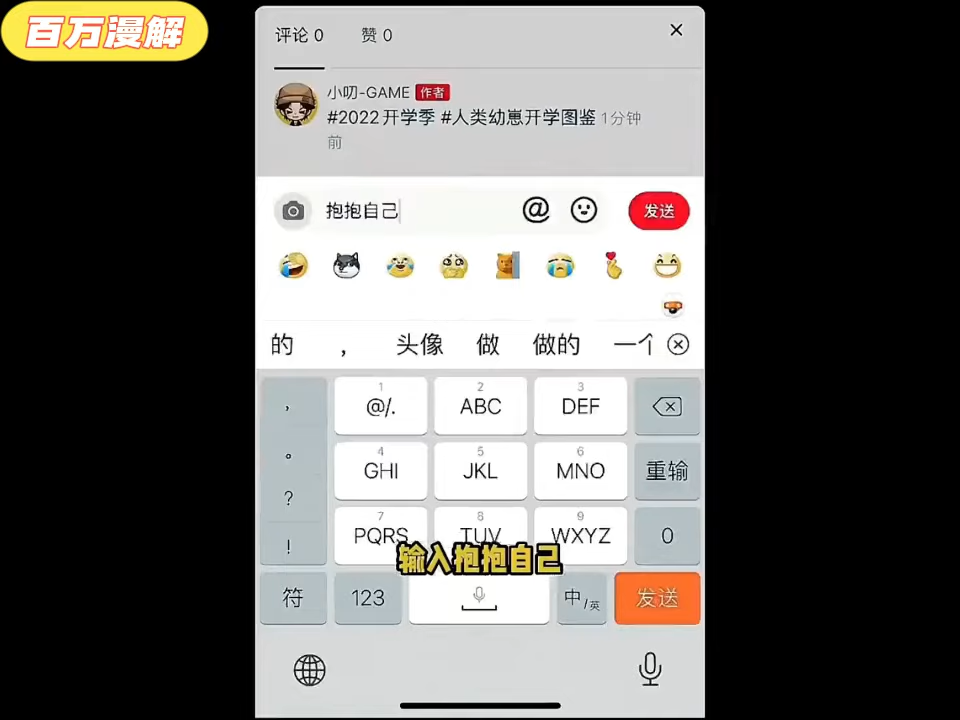 百万漫解
评论 0 赞 0
小叨-GAME 作者
#2022开学季 #人类幼崽开学图鉴 1分钟
前
抱抱自己 @ 发送
的 ， 头像 做 做的 一个
， 1 @/. 2 ABC 3 DEF
。 4 GHI 5 JKL 6 MNO 重输
？
！ 7 PQRS 8 TUV 9 WXYZ 0
输入抱抱自己
符 123 中/英 发送